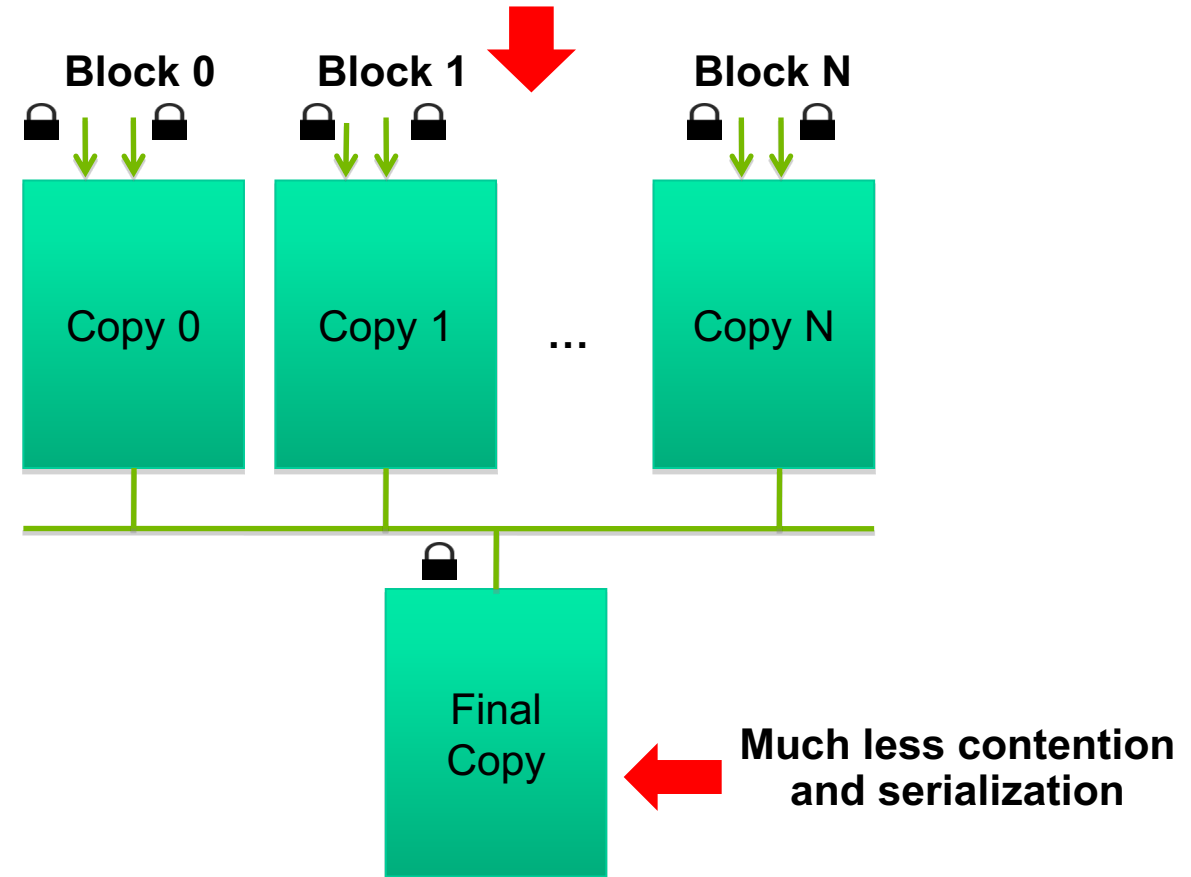 Block 0
Block 1
Block N
Copy 0
Copy 1
...
Copy N
Final
Copy
Much less contention
and serialization